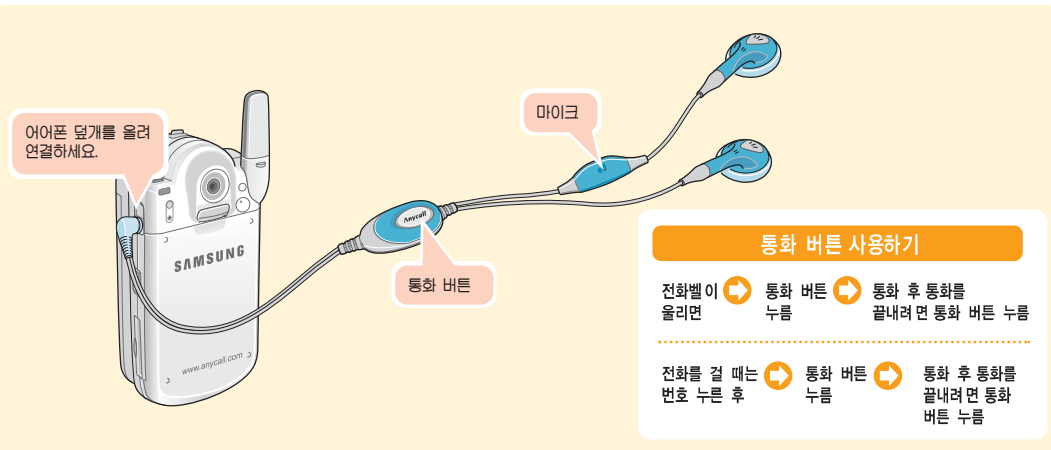 어어폰 덮개를 올려
연결하세요.
마이크
Anycall
SAMSUNG
통화 버튼
www.anycall.com
통화 버튼 사용하기
전화벨이
울리면
통화 버튼
누름
통화 후 통화를
끝내려면 통화 버튼 누름
전화를 걸 때는
번호 누른 후
통화 버튼
누름
통화 후 통화를
끝내려면 통화
버튼 누름